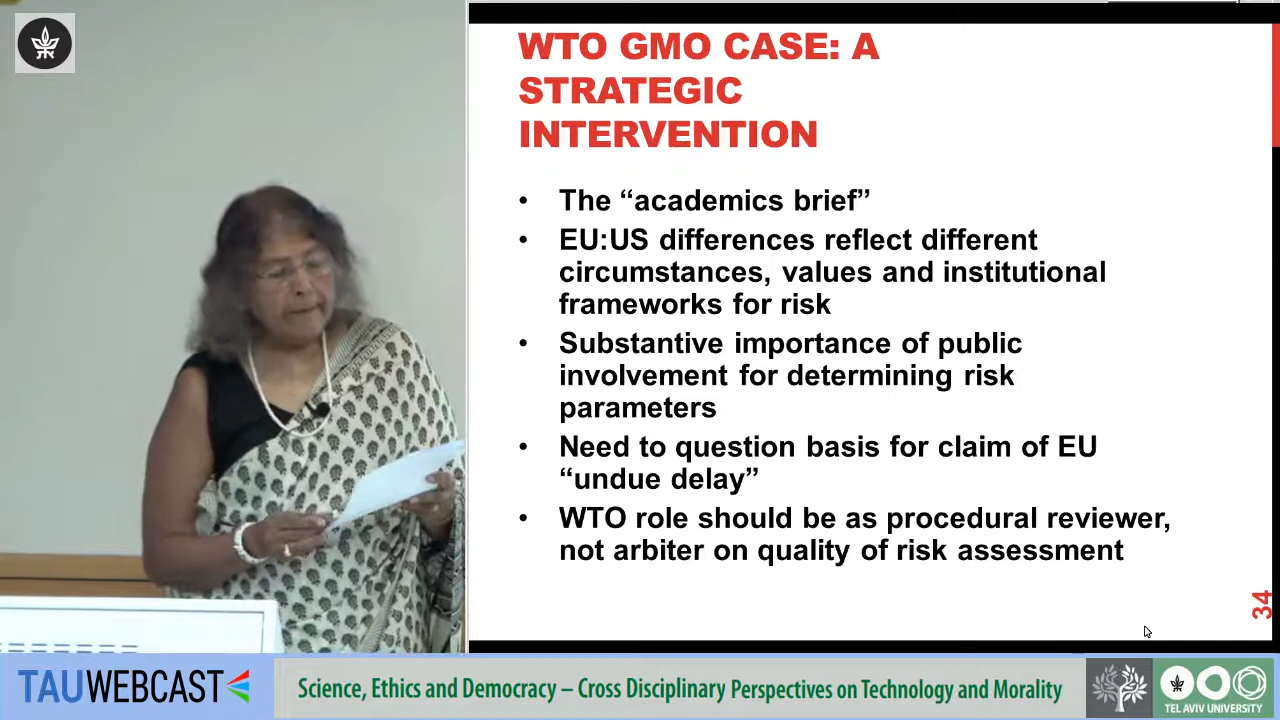 WTO GMO CASE: A
STRATEGIC
INTERVENTION
• The “academics brief”
• EU:US differences reflect different
circumstances, values and institutional
frameworks for risk
• Substantive importance of public
involvement for determining risk
parameters
• Need to question basis for claim of EU
“undue delay”
• WTO role should be as procedural reviewer,
not arbiter on quality of risk assessment
34
TAUWEBCAST
Science, Ethics and Democracy – Cross Disciplinary Perspectives on Technology and Morality
TEL AVIV UNIVERSITY